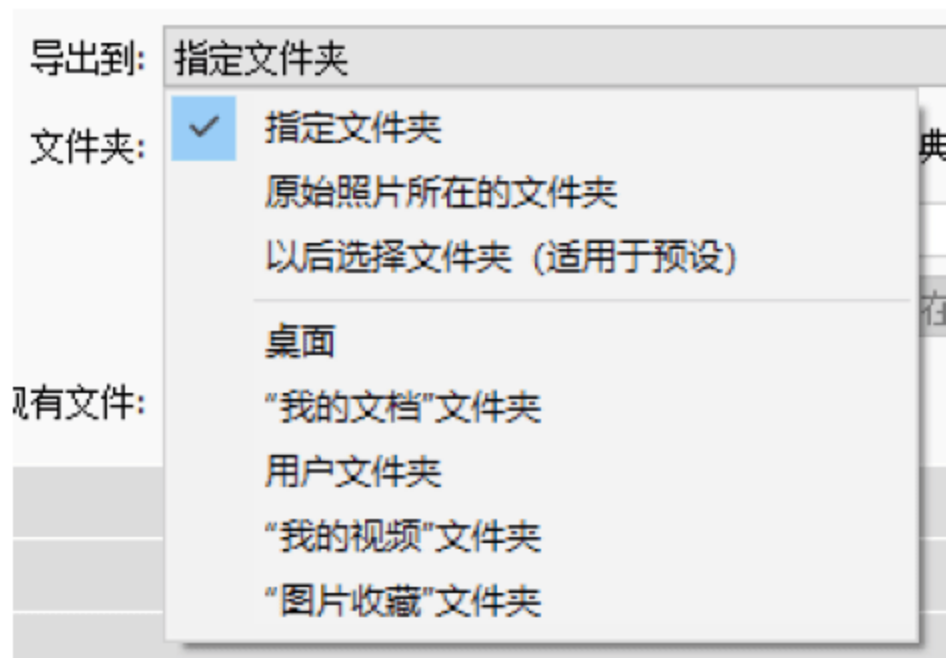 导出到: 指定文件夹
文件夹: 指定文件夹
原始照片所在的文件夹
以后选择文件夹（适用于预设）
桌面
有文件: “我的文档”文件夹
用户文件夹
“我的视频”文件夹
“图片收藏”文件夹